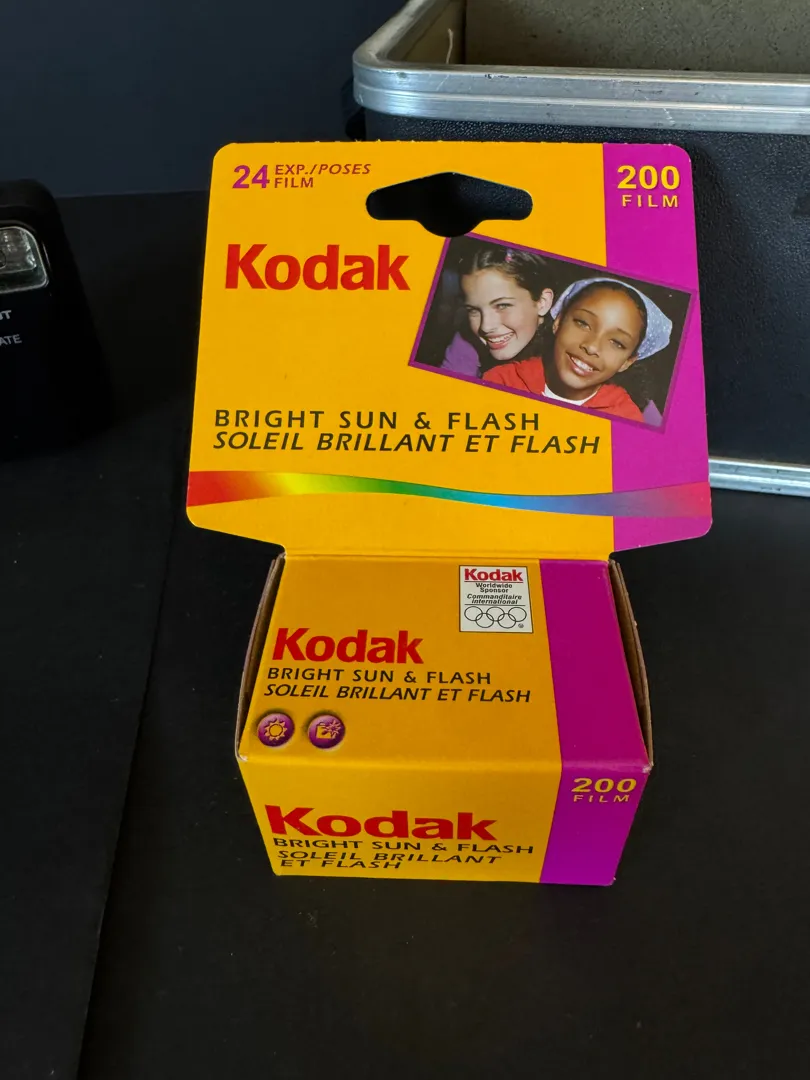 24 EXP./POSES
FILM
200
FILM
Kodak
BRIGHT SUN & FLASH
SOLEIL BRILLANT ET FLASH
Kodak
Worldwide
Sponsor
Commanditaire
international
Kodak
BRIGHT SUN & FLASH
SOLEIL BRILLANT ET FLASH
200
FILM
Kodak
BRIGHT SUN & FLASH
SOLEIL BRILLANT
ET FLASH